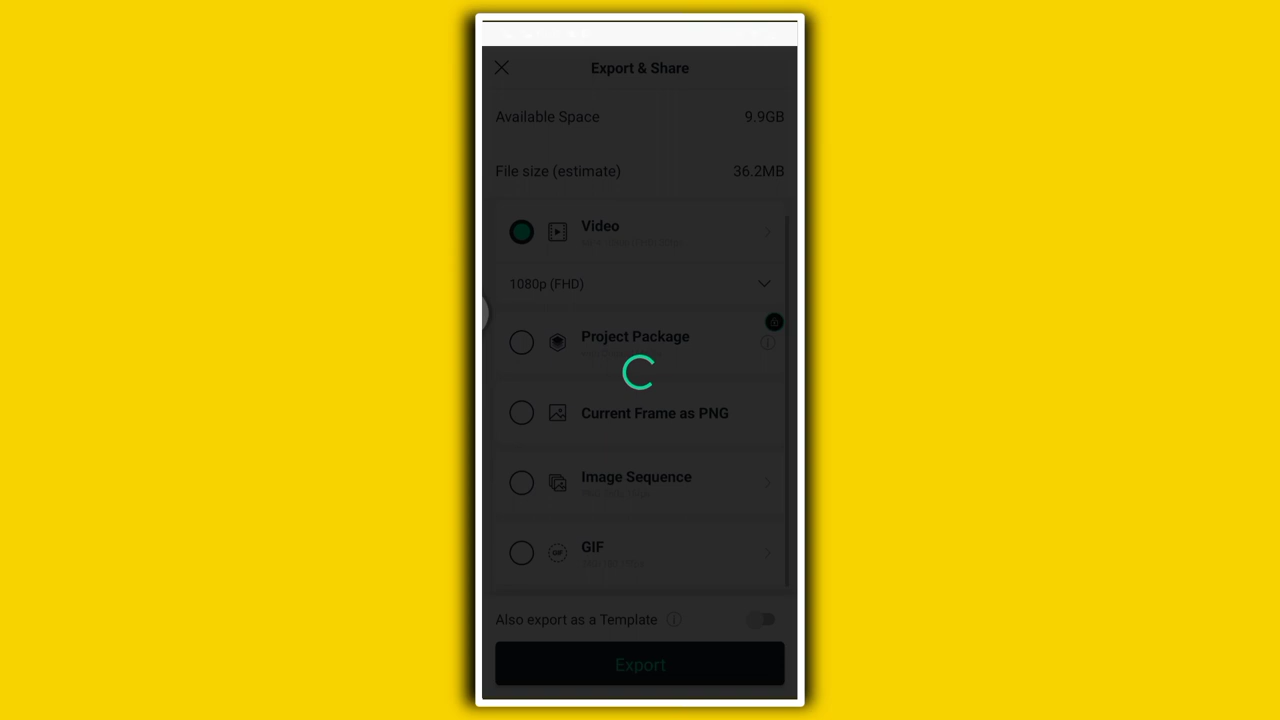 Export & Share
Available Space 9.9GB
File size (estimate) 36.2MB
Video
1080p (FHD)
Project Package
Current Frame as PNG
Image Sequence
GIF
GIF
Also export as a Template
Export